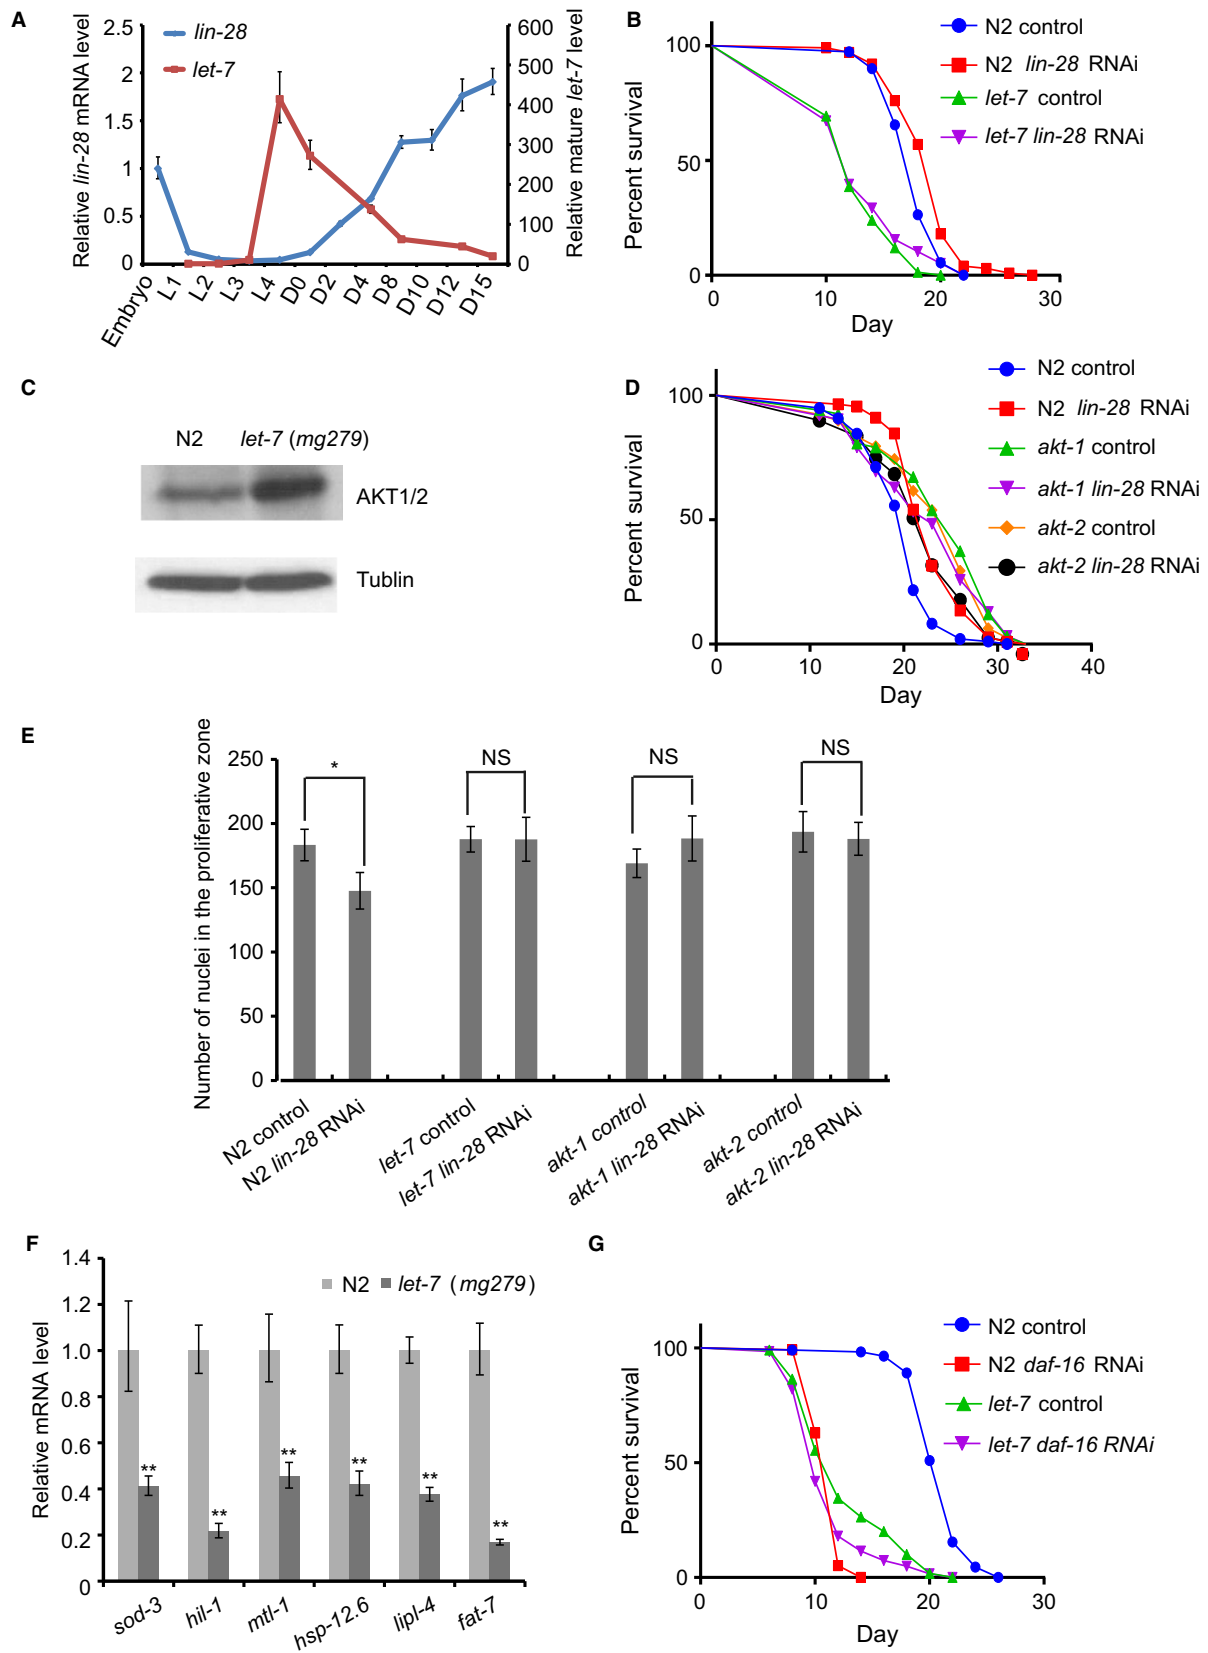 A
Relative lin-28 mRNA level
2.5
2
1.5
1
0.5
0
lin-28
let-7
600
500
400
300
200
100
0
Relative mature let-7 level
Embryo
L1
L2
L3
L4
D0
D2
D4
D8
D10
D12
D15
B
Percent survival
100
50
0
0
10
20
30
Day
N2 control
N2 lin-28 RNAi
let-7 control
let-7 lin-28 RNAi
C
N2
let-7 (mg279)
AKT1/2
Tublin
D
Percent survival
100
50
0
0
10
20
30
40
Day
N2 control
N2 lin-28 RNAi
akt-1 control
akt-1 lin-28 RNAi
akt-2 control
akt-2 lin-28 RNAi
E
Number of nuclei in the proliferative zone
250
200
150
100
50
0
*
NS
NS
NS
N2 control
N2 lin-28 RNAi
let-7 control
let-7 lin-28 RNAi
akt-1 control
akt-1 lin-28 RNAi
akt-2 control
akt-2 lin-28 RNAi
F
Relative mRNA level
1.4
1.2
1.0
0.8
0.6
0.4
0.2
0
N2
let-7 (mg279)
**
**
**
**
**
**
sod-3
hil-1
mtl-1
hsp-12.6
lipl-4
fat-7
G
Percent survival
100
50
0
0
10
20
30
Day
N2 control
N2 daf-16 RNAi
let-7 control
let-7 daf-16 RNAi